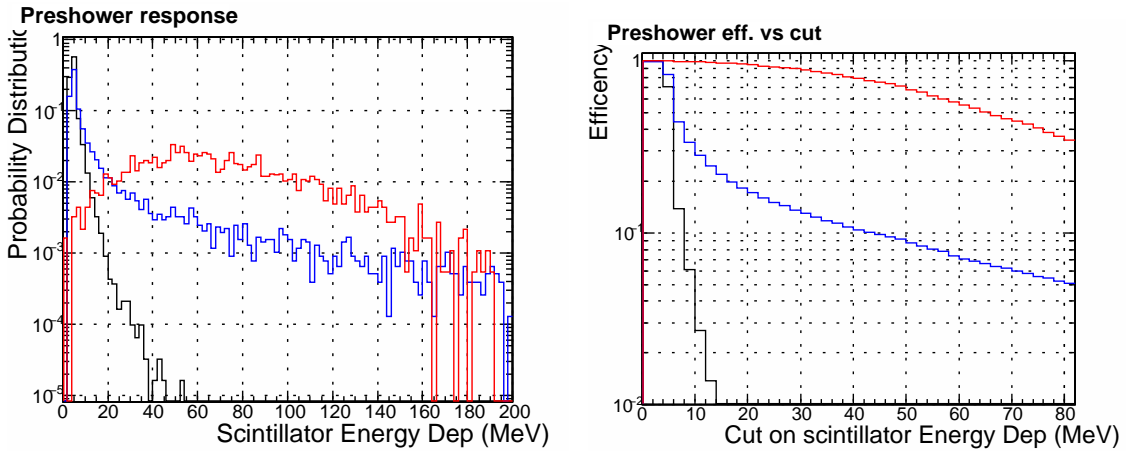 Preshower response
Probability Distributic
1
10-1
10-2
10-3
10-4
10-5
0 20 40 60 80 100 120 140 160 180 200
Scintillator Energy Dep (MeV)
Preshower eff. vs cut
Efficency
1
10-1
10-2
0 10 20 30 40 50 60 70 80
Cut on scintillator Energy Dep (MeV)